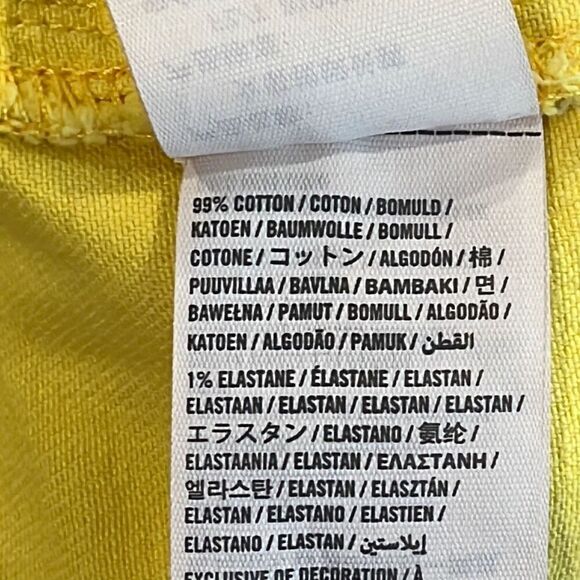 99% COTTON / COTON / BOMULD /
KATOEN / BAUMWOLLE / BOMULL /
COTONE / コットン / ALGODÓN / 棉 /
PUUVILLAA / BAVLNA / BAMBAKI / 면 /
BAWEŁNA / PAMUT / BOMULL / ALGODÃO /
KATOEN / ALGODÃO / PAMUK / القطن
1% ELASTANE / ÉLASTANE / ELASTAN /
ELASTAAN / ELASTAN / ELASTAN / ELASTAN /
エラスタン / ELASTANO / 氨纶 /
ELASTAANIA / ELASTAN / ΕΛΑΣΤΑΝΗ /
엘라스탄 / ELASTAN / ELASZTÁN /
ELASTAN / ELASTANO / ELASTIEN /
ELASTANO / ELASTAN / إيلاستين
EXCLUSIVE OF DECORATION / À